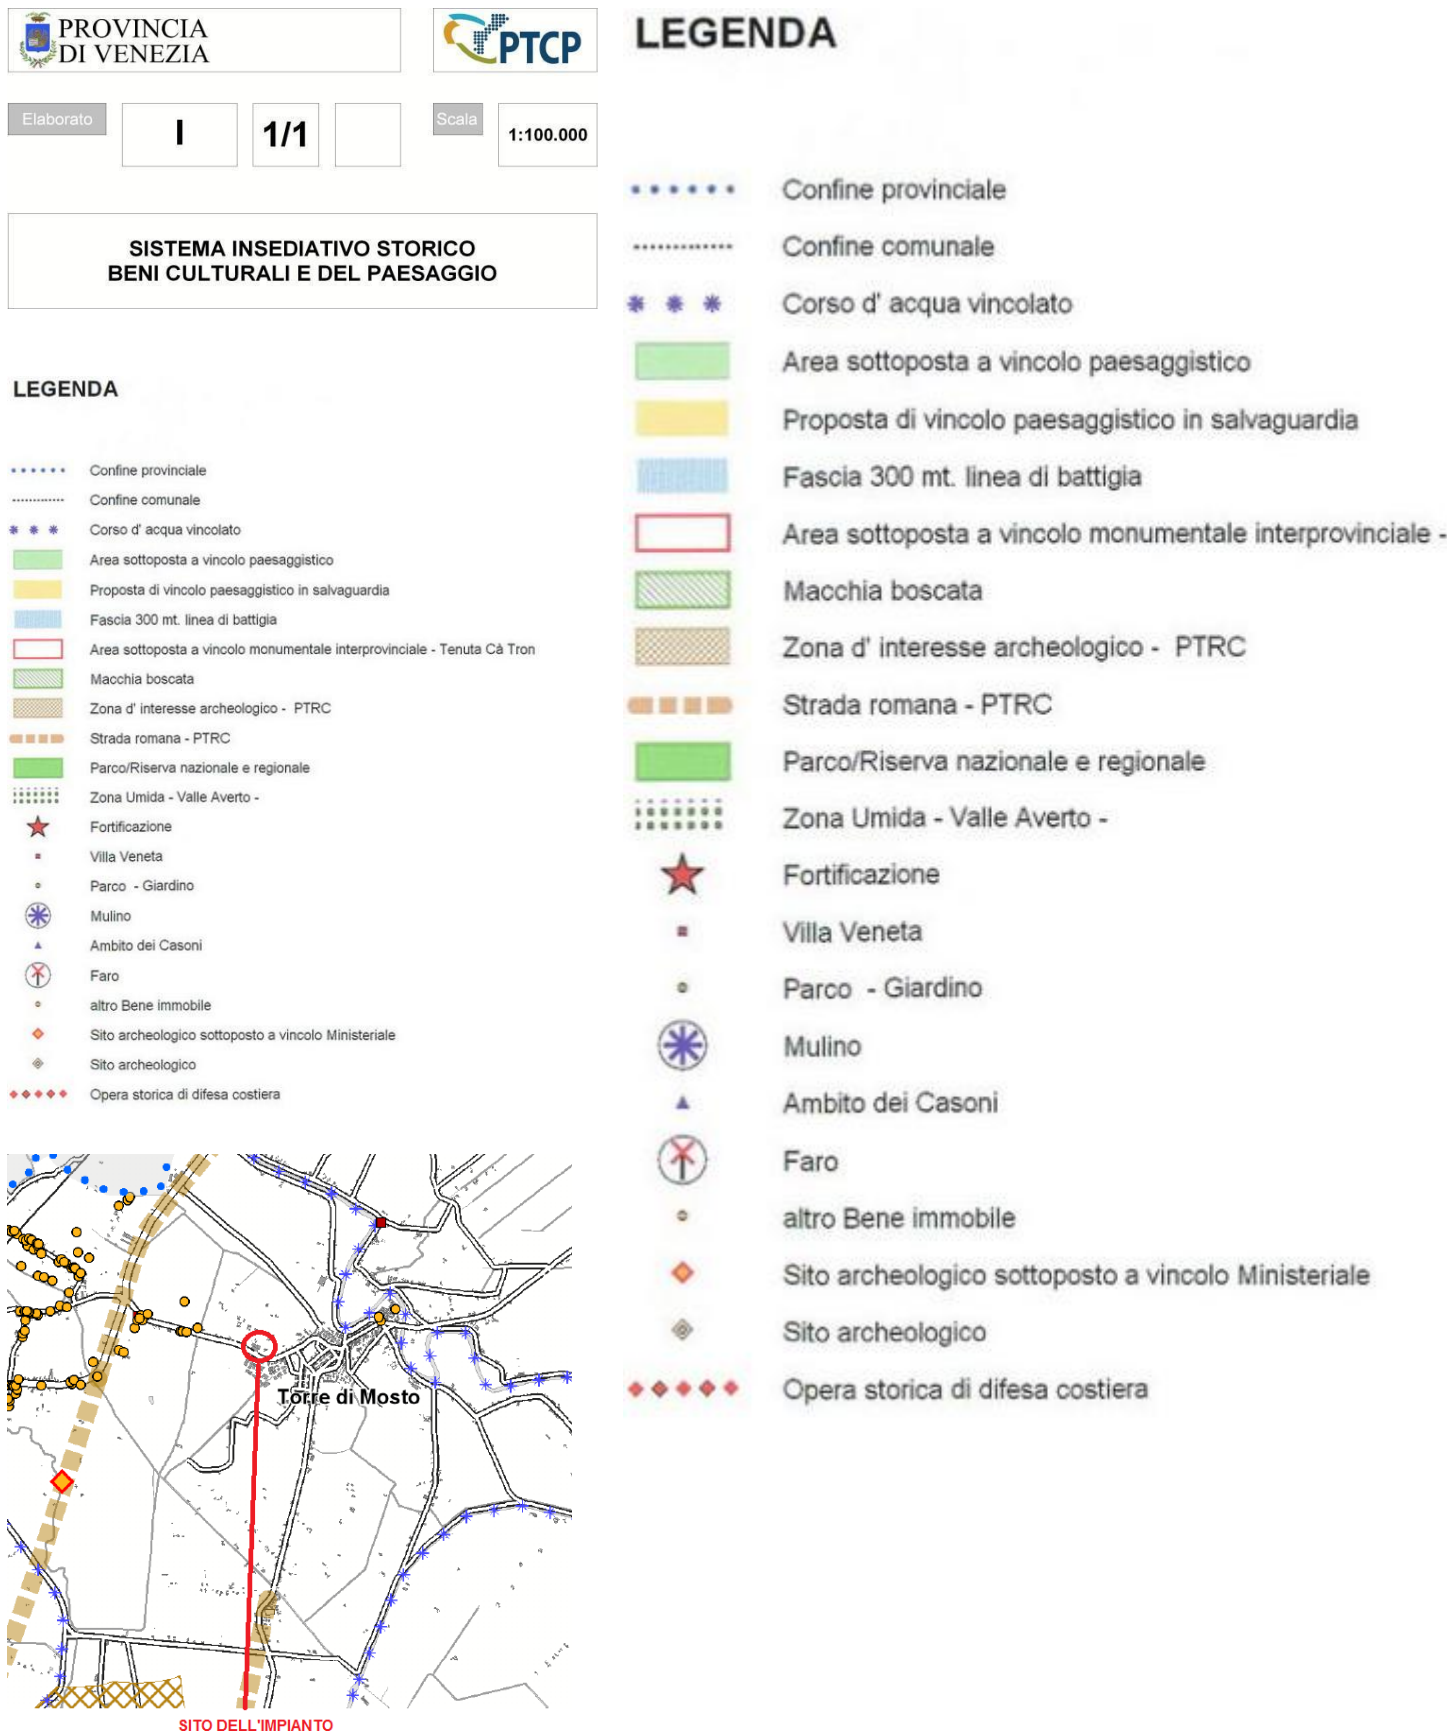 PROVINCIA
DI VENEZIA
PTCP
Elaborato
I
1/1
Scala
1:100.000
SISTEMA INSEDIATIVO STORICO
BENI CULTURALI E DEL PAESAGGIO
LEGENDA
Confine provinciale
Confine comunale
Corso d' acqua vincolato
Area sottoposta a vincolo paesaggistico
Proposta di vincolo paesaggistico in salvaguardia
Fascia 300 mt. linea di battigia
Area sottoposta a vincolo monumentale interprovinciale - Tenuta Cà Tron
Macchia boscata
Zona d' interesse archeologico - PTRC
Strada romana - PTRC
Parco/Riserva nazionale e regionale
Zona Umida - Valle Averto -
Fortificazione
Villa Veneta
Parco - Giardino
Mulino
Ambito dei Casoni
Faro
altro Bene immobile
Sito archeologico sottoposto a vincolo Ministeriale
Sito archeologico
Opera storica di difesa costiera
Torre di Mosto
SITO DELL'IMPIANTO
LEGENDA
Confine provinciale
Confine comunale
Corso d' acqua vincolato
Area sottoposta a vincolo paesaggistico
Proposta di vincolo paesaggistico in salvaguardia
Fascia 300 mt. linea di battigia
Area sottoposta a vincolo monumentale interprovinciale -
Macchia boscata
Zona d' interesse archeologico - PTRC
Strada romana - PTRC
Parco/Riserva nazionale e regionale
Zona Umida - Valle Averto -
Fortificazione
Villa Veneta
Parco - Giardino
Mulino
Ambito dei Casoni
Faro
altro Bene immobile
Sito archeologico sottoposto a vincolo Ministeriale
Sito archeologico
Opera storica di difesa costiera